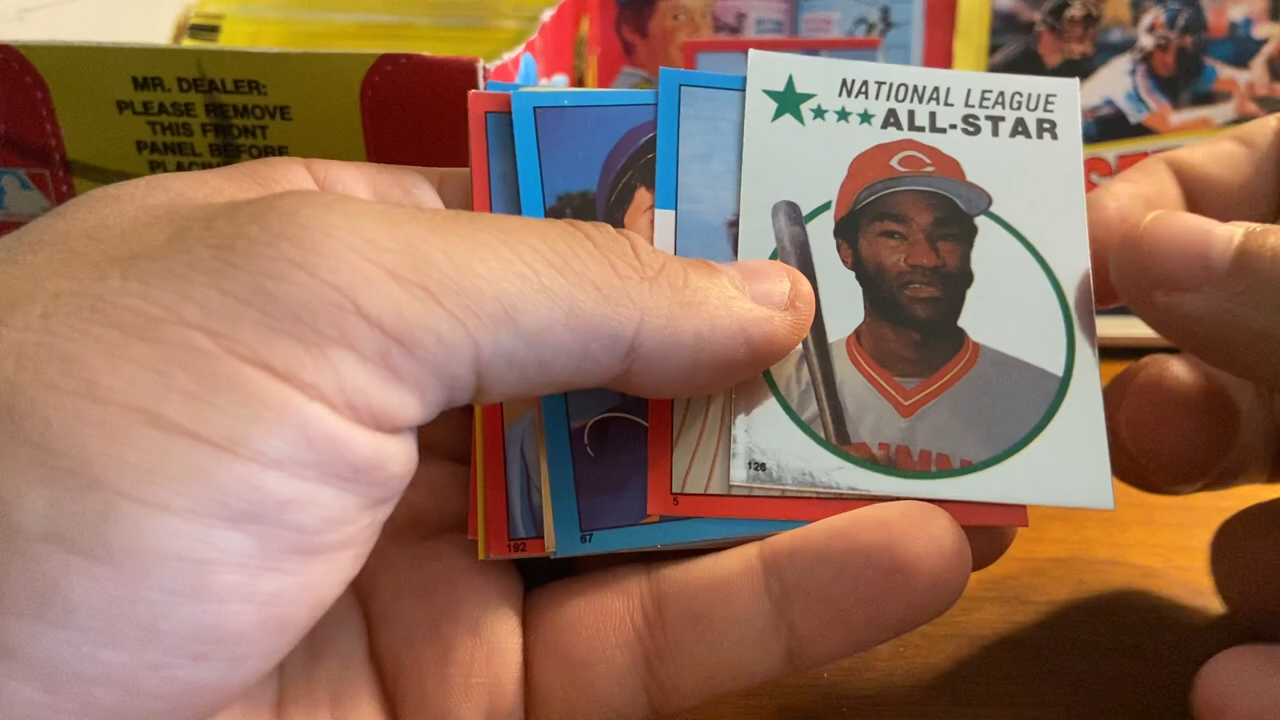 MR. DEALER:
PLEASE REMOVE
THIS FRONT
PANEL BEFORE
NATIONAL LEAGUE
ALL-STAR
C
126
5
67
192